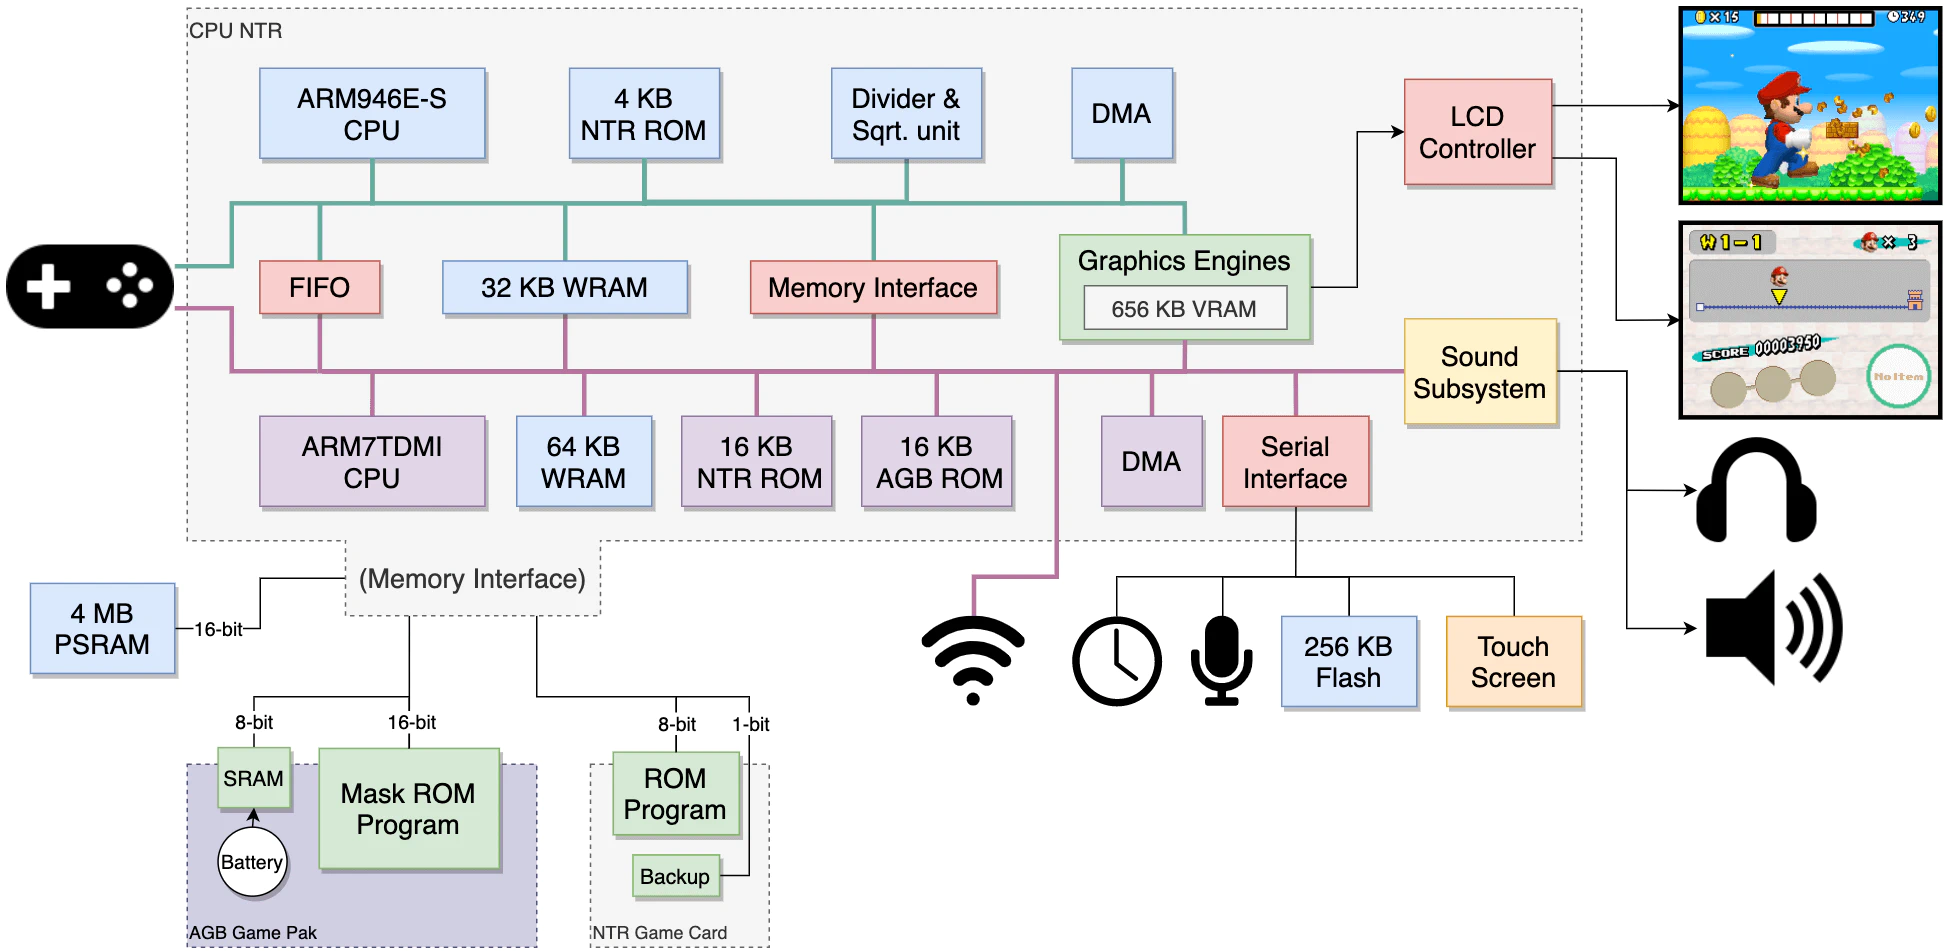 CPU NTR
ARM946E-S
CPU
4 KB
NTR ROM
Divider &
Sqrt. unit
DMA
LCD
Controller
× 15
349
FIFO
32 KB WRAM
Memory Interface
Graphics Engines
656 KB VRAM
W 1-1
× 3
SCORE 00003950
No Item
Sound
Subsystem
ARM7TDMI
CPU
64 KB
WRAM
16 KB
NTR ROM
16 KB
AGB ROM
DMA
Serial
Interface
(Memory Interface)
4 MB
PSRAM
16-bit
256 KB
Flash
Touch
Screen
8-bit
16-bit
8-bit
1-bit
SRAM
Mask ROM
Program
Battery
ROM
Program
Backup
AGB Game Pak
NTR Game Card